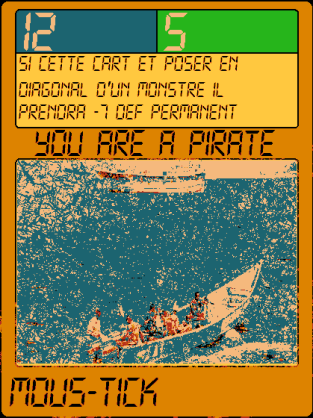 12 5
SI CETTE CART ET POSER EN
DIAGONAL D'UN MONSTRE IL
PRENDRA -7 DEF PERMANENT
YOU ARE A PIRATE
MOUS-TICK